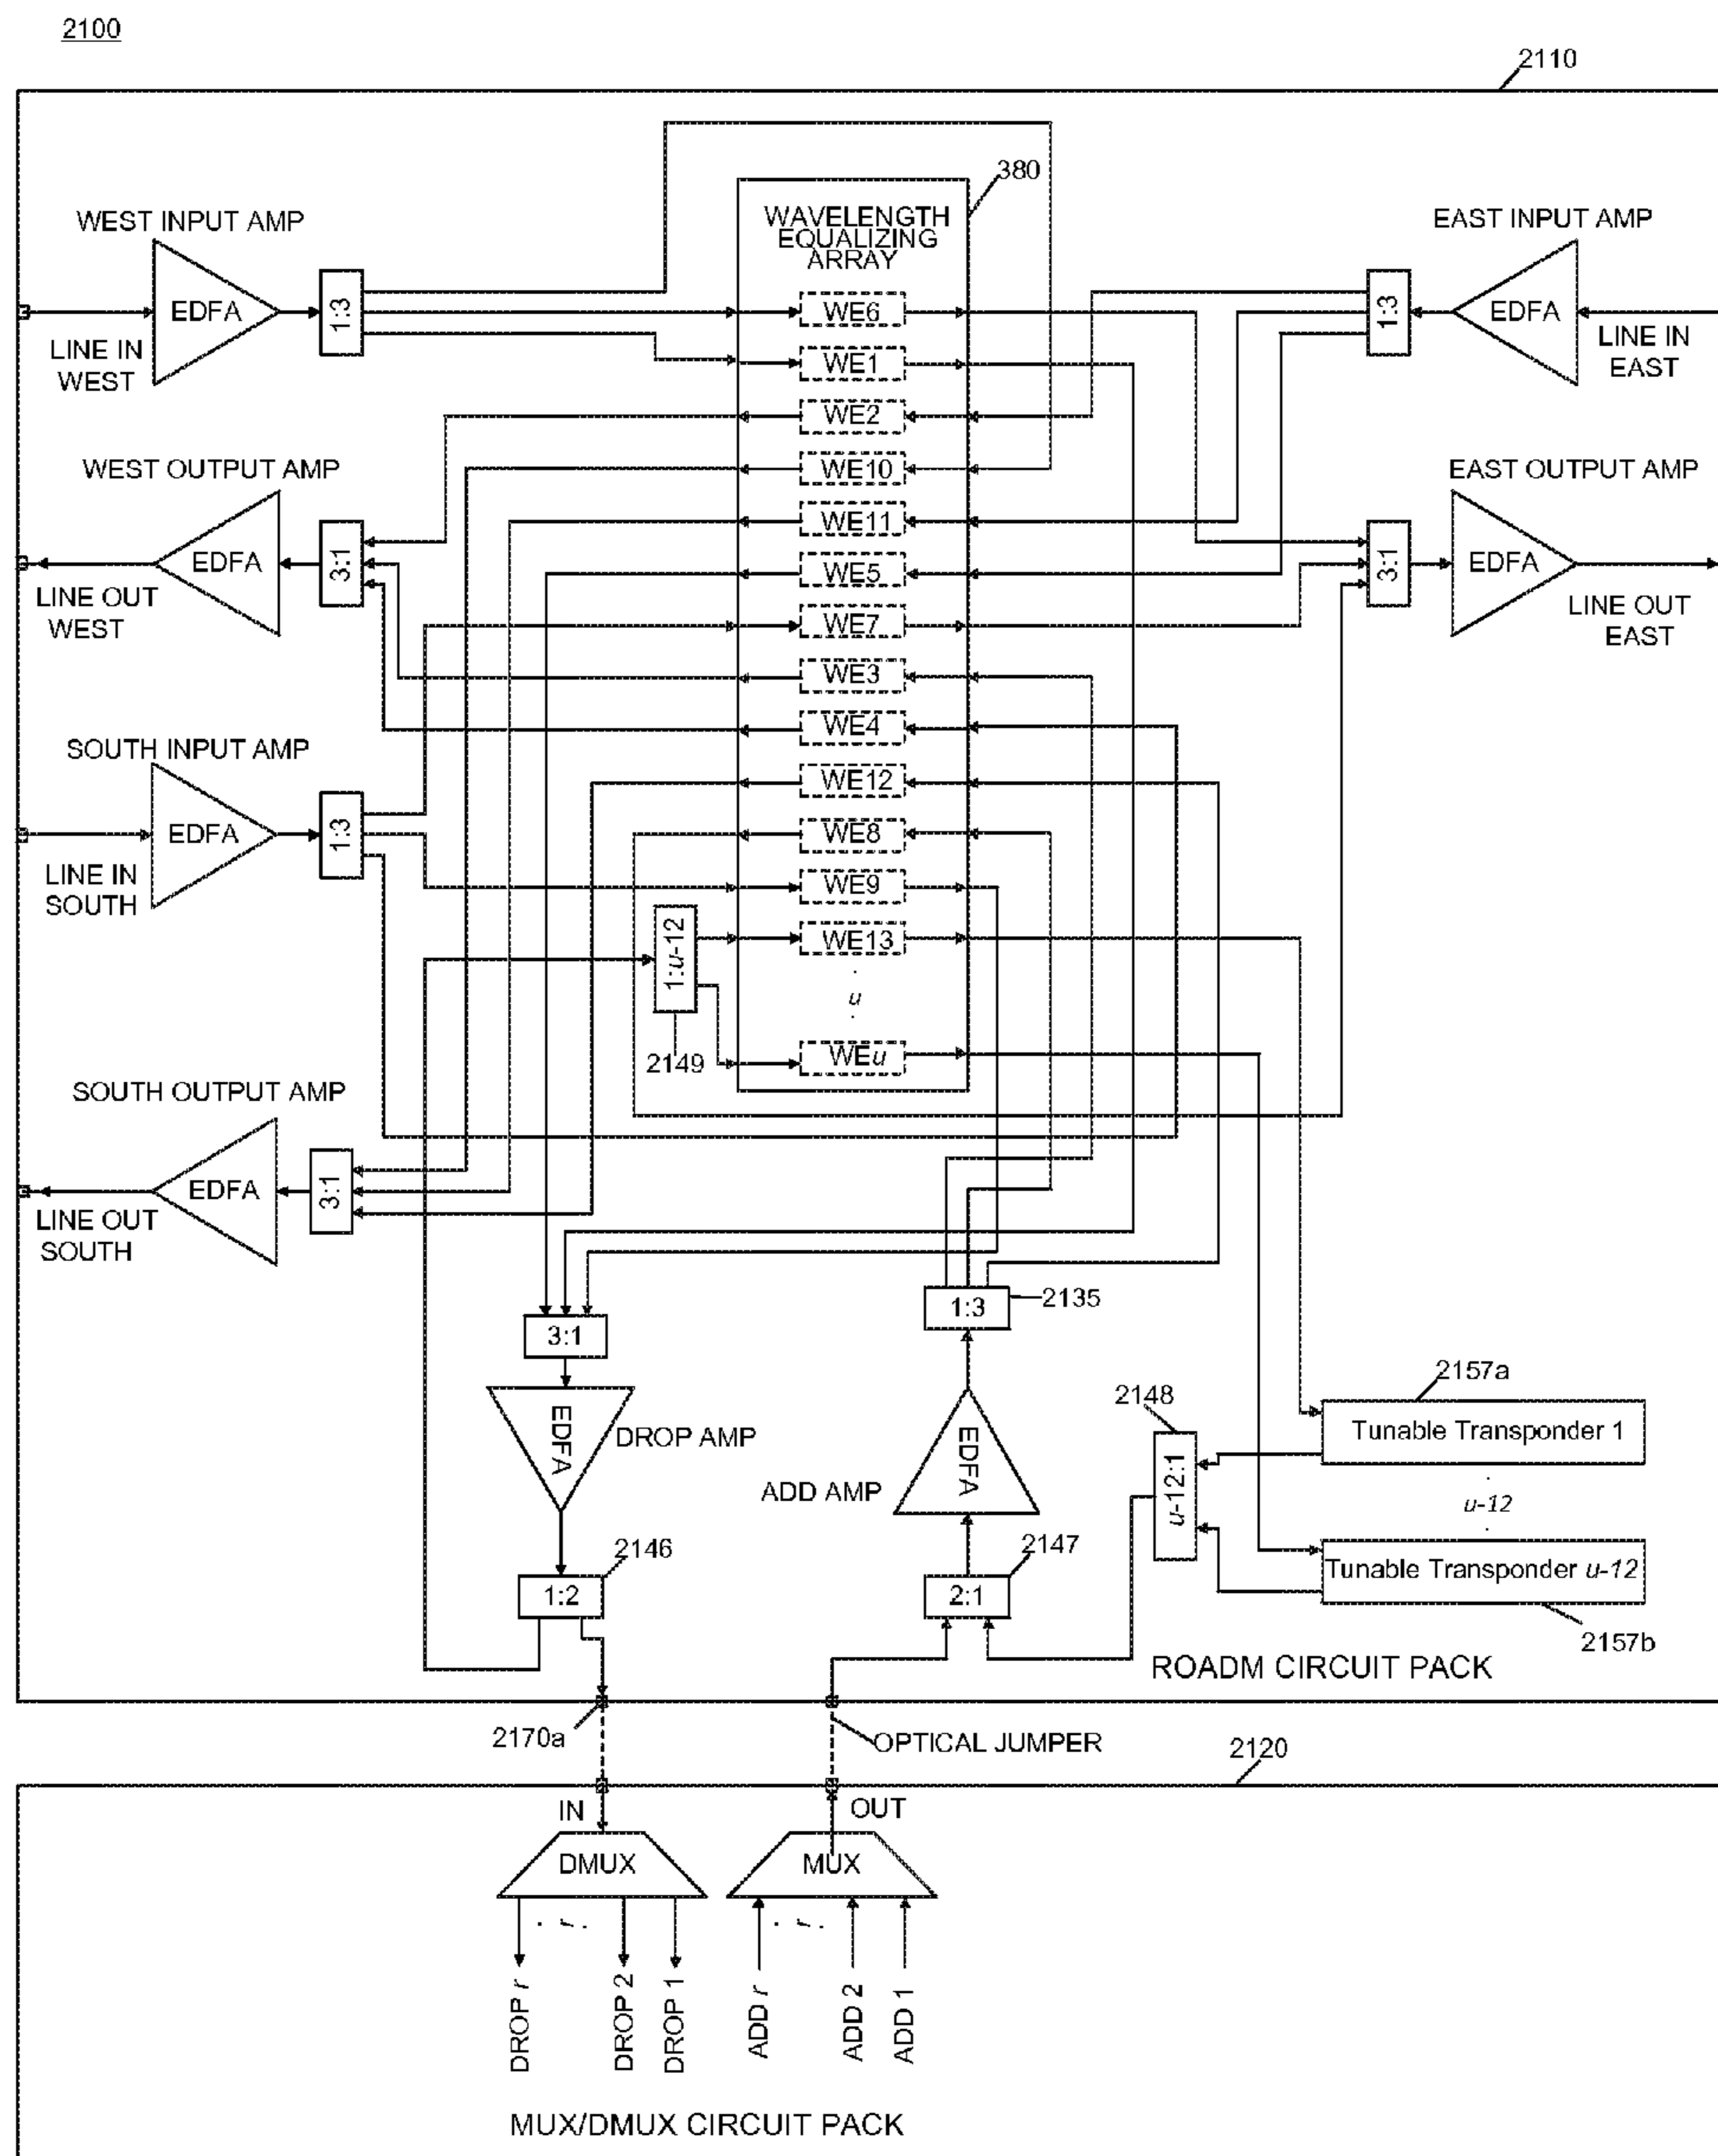 2100
2110
380
WEST INPUT AMP
WAVELENGTH
EQUALIZING
ARRAY
EAST INPUT AMP
EDFA
1:3
WE6
1:3
EDFA
LINE IN
WEST
WE1
LINE IN
EAST
WE2
WEST OUTPUT AMP
WE10
EAST OUTPUT AMP
WE11
EDFA
3:1
WE5
3:1
EDFA
LINE OUT
WEST
WE7
LINE OUT
EAST
WE3
WE4
SOUTH INPUT AMP
WE12
EDFA
1:3
WE8
LINE IN
SOUTH
WE9
1:u-12
WE13
u
2149
WEu
SOUTH OUTPUT AMP
EDFA
3:1
LINE OUT
SOUTH
1:3
2135
3:1
2157a
2148
Tunable Transponder 1
EDFA
DROP AMP
EDFA
ADD AMP
u-12:1
u-12
2146
2147
Tunable Transponder u-12
1:2
2:1
2157b
ROADM CIRCUIT PACK
2170a
OPTICAL JUMPER
2120
IN
OUT
DMUX
MUX
r
r
DROP r
DROP 2
DROP 1
ADD r
ADD 2
ADD 1
MUX/DMUX CIRCUIT PACK